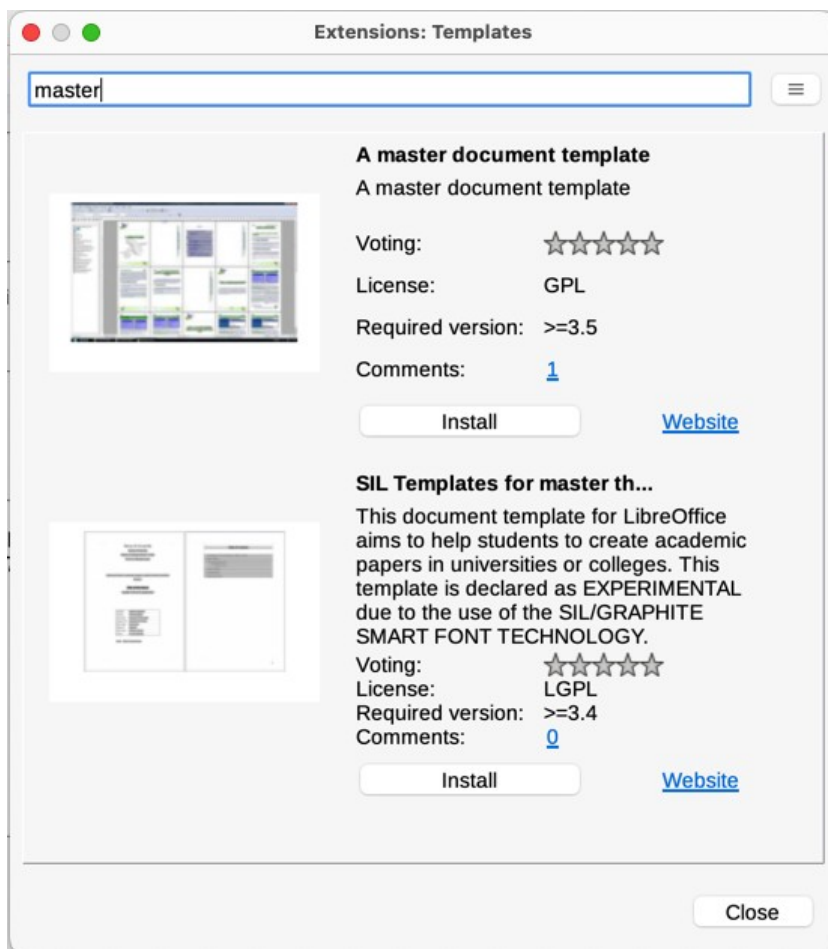 Extensions: Templates
master
A master document template
A master document template
Voting:
License: GPL
Required version: >=3.5
Comments: 1
Install Website
SIL Templates for master th...
This document template for LibreOffice
aims to help students to create academic
papers in universities or colleges. This
template is declared as EXPERIMENTAL
due to the use of the SIL/GRAPHITE
SMART FONT TECHNOLOGY.
Voting:
License: LGPL
Required version: >=3.4
Comments: 0
Install Website
Close